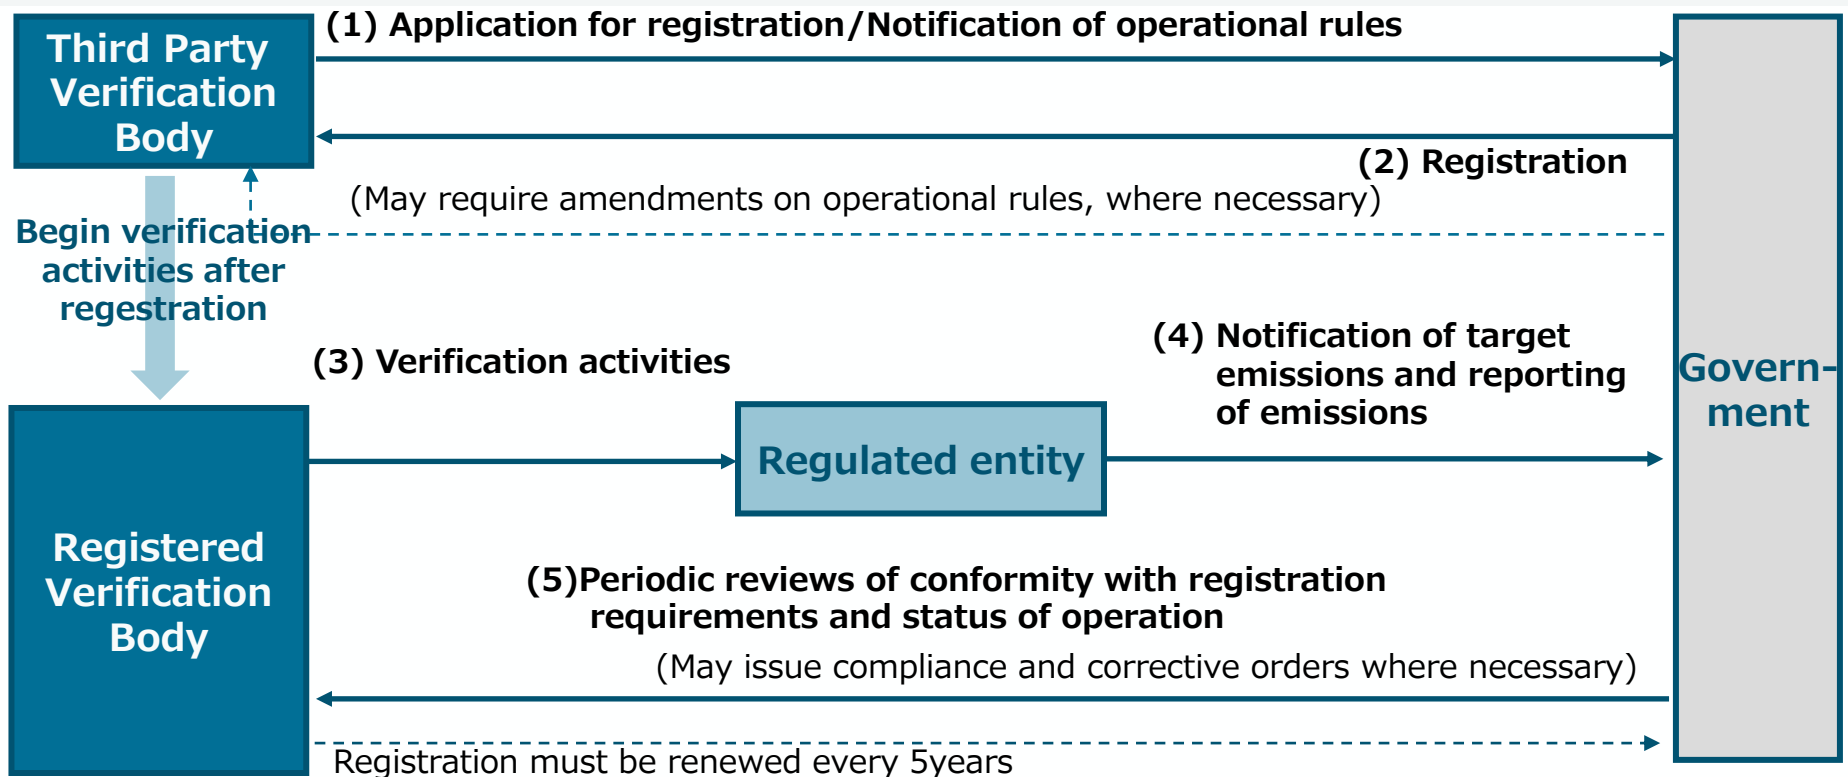 (1) Application for registration/Notification of operational rules
Third Party
Verification
Body
(2) Registration
(May require amendments on operational rules, where necessary)
Begin verification
activities after
regestration
(3) Verification activities
(4) Notification of target
emissions and reporting
of emissions
Govern-
ment
Regulated entity
Registered
Verification
Body
(5)Periodic reviews of conformity with registration
requirements and status of operation
(May issue compliance and corrective orders where necessary)
Registration must be renewed every 5years